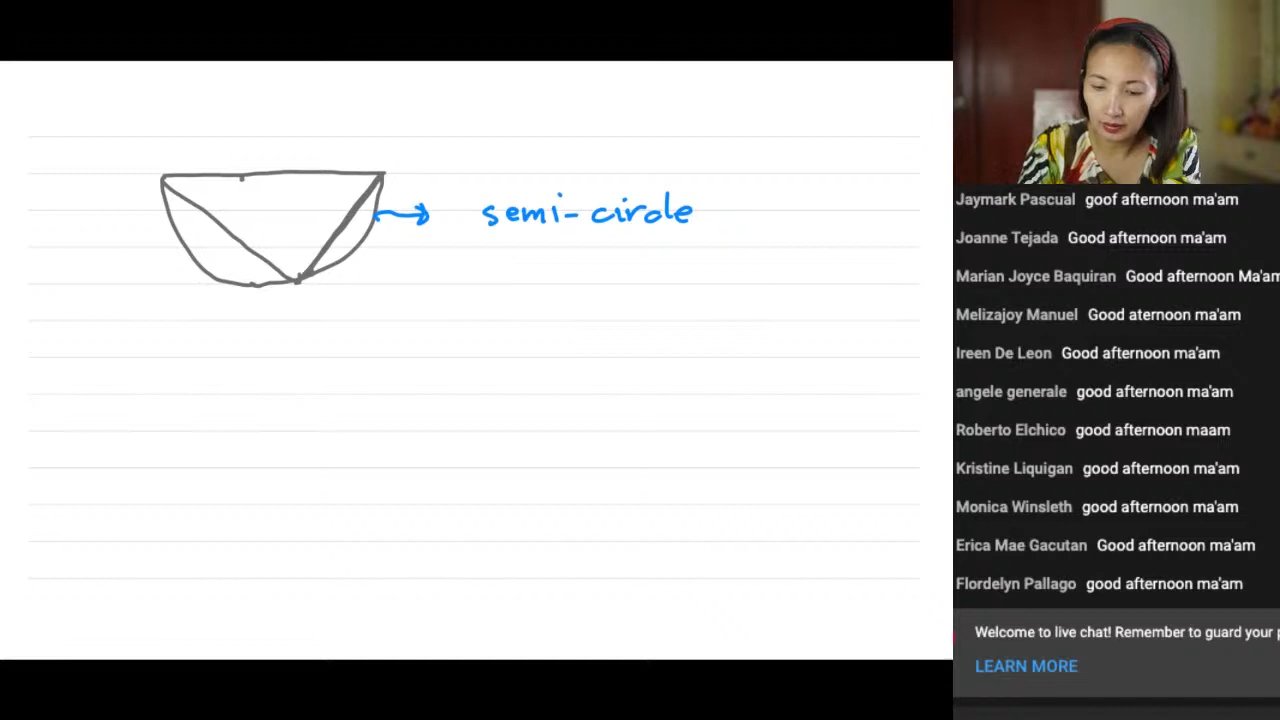 semi-circle
Jaymark Pascual goof afternoon ma'am
Joanne Tejada Good afternoon ma'am
Marian Joyce Baquiran Good afternoon Ma'am
Melizajoy Manuel Good aternoon ma'am
Ireen De Leon Good afternoon ma'am
angele generale good afternoon ma'am
Roberto Elchico good afternoon maam
Kristine Liquigan good afternoon ma'am
Monica Winsleth good afternoon ma'am
Erica Mae Gacutan Good afternoon ma'am
Flordelyn Pallago good afternoon ma'am
Welcome to live chat! Remember to guard your
LEARN MORE